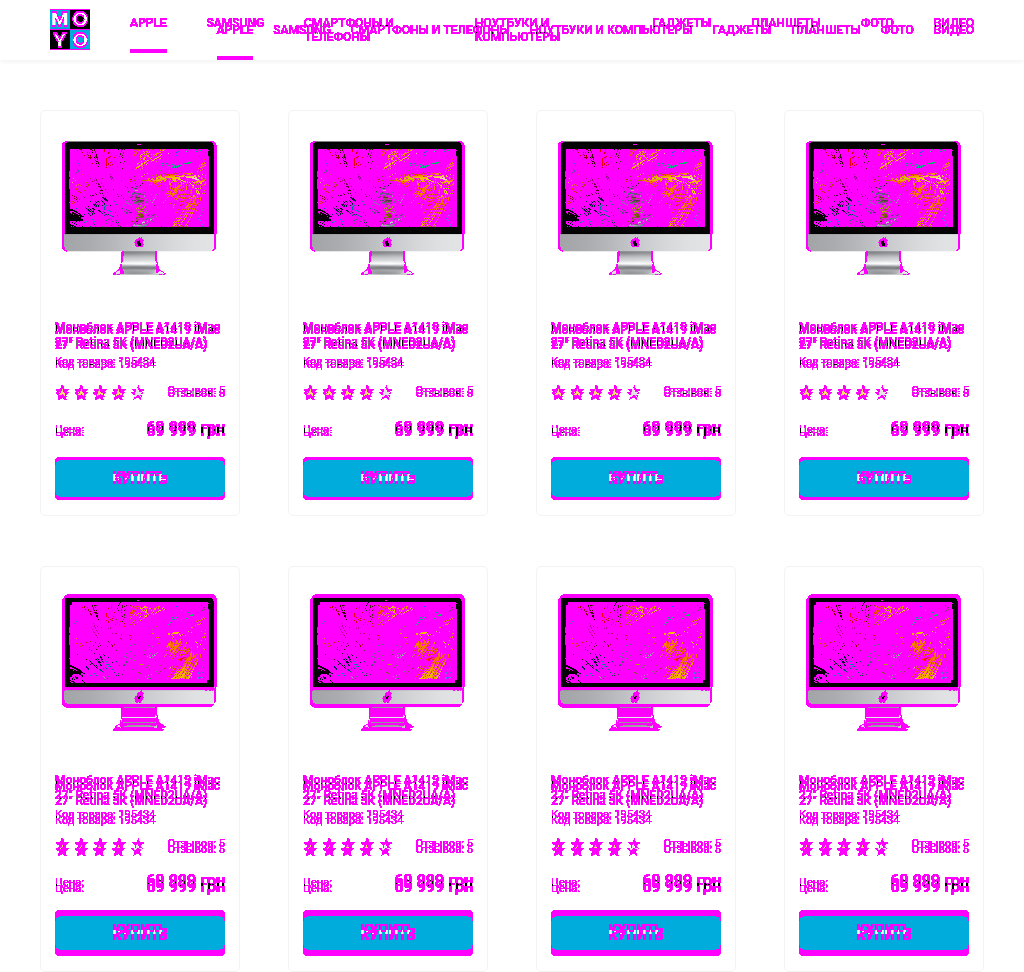 MO
YO
APPLE SAMSUNG СМАРТФОНЫ И ТЕЛЕФОНЫ НОУТБУКИ И КОМПЬЮТЕРЫ ГАДЖЕТЫ ПЛАНШЕТЫ ФОТО ВИДЕО
APPLE SAMSUNG СМАРТФОНЫ И ТЕЛЕФОНЫ НОУТБУКИ И КОМПЬЮТЕРЫ ГАДЖЕТЫ ПЛАНШЕТЫ ФОТО ВИДЕО
Моноблок APPLE A1419 iMac
27" Retina 5K (MNED2UA/A)
Код товара: 195434
Отзывов: 5
Цена: 69 999 грн
КУПИТЬ
Моноблок APPLE A1419 iMac
27" Retina 5K (MNED2UA/A)
Код товара: 195434
Отзывов: 5
Цена: 69 999 грн
КУПИТЬ
Моноблок APPLE A1419 iMac
27" Retina 5K (MNED2UA/A)
Код товара: 195434
Отзывов: 5
Цена: 69 999 грн
КУПИТЬ
Моноблок APPLE A1419 iMac
27" Retina 5K (MNED2UA/A)
Код товара: 195434
Отзывов: 5
Цена: 69 999 грн
КУПИТЬ
Моноблок APPLE A1419 iMac
27" Retina 5K (MNED2UA/A)
Код товара: 195434
Отзывов: 5
Цена: 69 999 грн
КУПИТЬ
Моноблок APPLE A1419 iMac
27" Retina 5K (MNED2UA/A)
Код товара: 195434
Отзывов: 5
Цена: 69 999 грн
КУПИТЬ
Моноблок APPLE A1419 iMac
27" Retina 5K (MNED2UA/A)
Код товара: 195434
Отзывов: 5
Цена: 69 999 грн
КУПИТЬ
Моноблок APPLE A1419 iMac
27" Retina 5K (MNED2UA/A)
Код товара: 195434
Отзывов: 5
Цена: 69 999 грн
КУПИТЬ